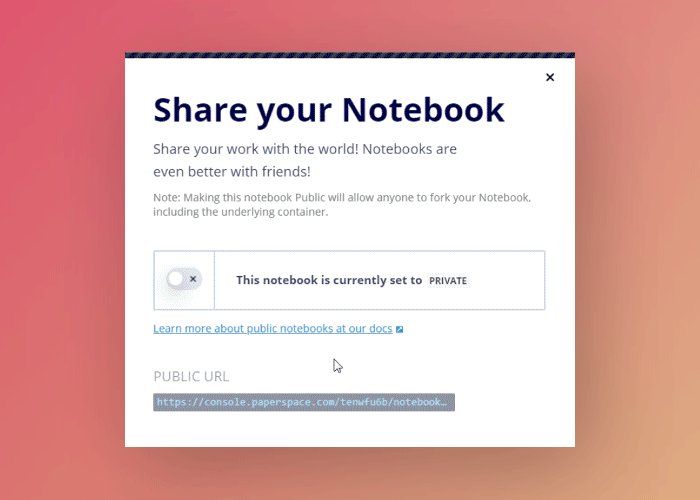 Share your Notebook
Share your work with the world! Notebooks are
even better with friends!
Note: Making this notebook Public will allow anyone to fork your Notebook,
including the underlying container.
This notebook is currently set to PRIVATE
Learn more about public notebooks at our docs
PUBLIC URL
https://console.paperspace.com/tenwfu6b/notebook…